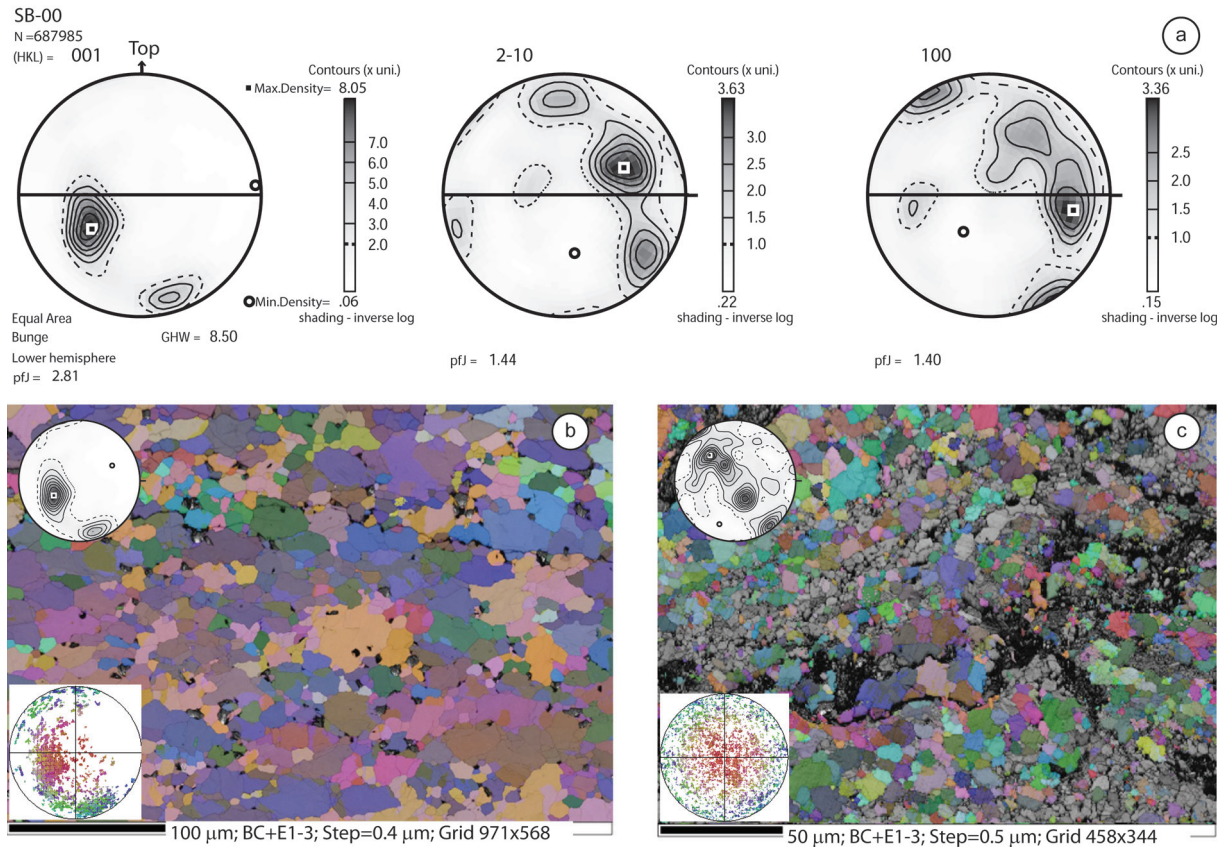 SB-00
N =687985
(HKL) = 001
Top
2-10
100
a
Contours (x uni.)
Max.Density= 8.05
7.0
6.0
5.0
4.0
3.0
2.0
Min.Density= .06
shading - inverse log
Contours (x uni.)
3.63
3.0
2.5
2.0
1.5
1.0
.22
shading - inverse log
Contours (x uni.)
3.36
2.5
2.0
1.5
1.0
.15
shading - inverse log
Equal Area
Bunge
GHW = 8.50
Lower hemisphere
pfJ = 2.81
pfJ = 1.44
pfJ = 1.40
b
c
100 μm; BC+E1-3; Step=0.4 μm; Grid 971x568
50 μm; BC+E1-3; Step=0.5 μm; Grid 458x344